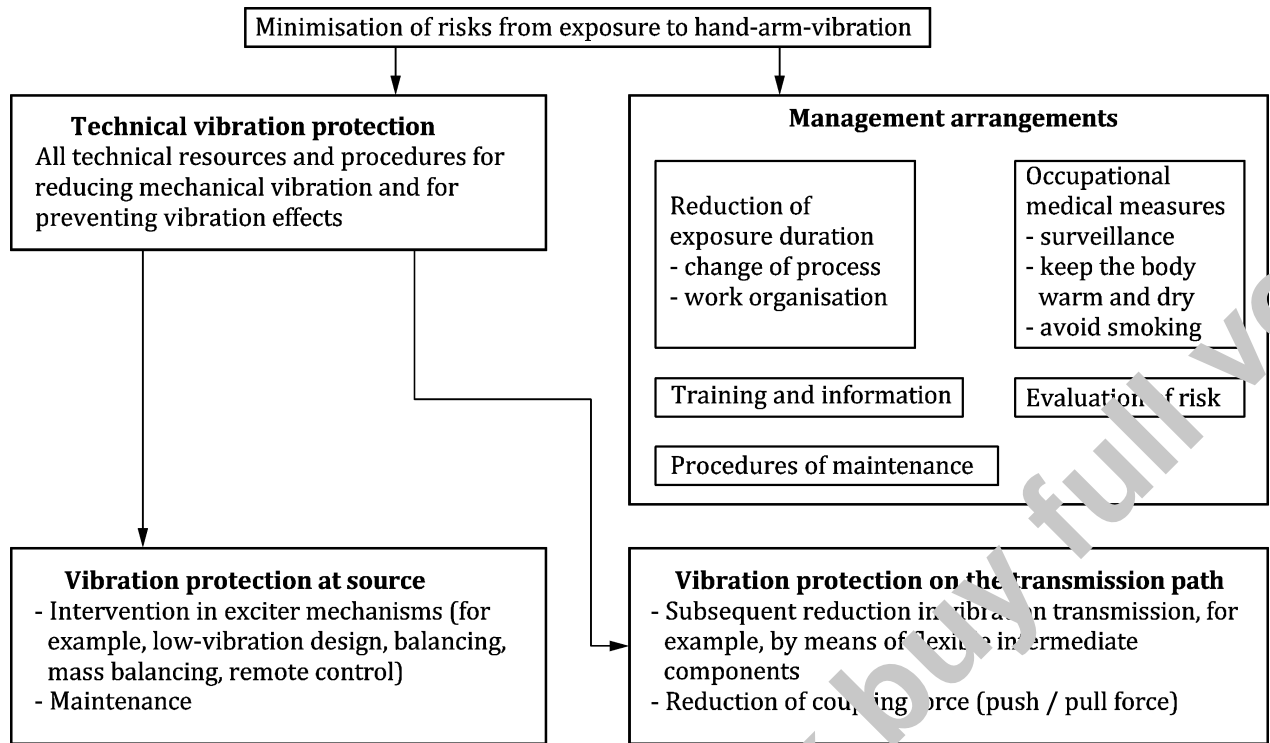 Minimisation of risks from exposure to hand-arm-vibration
Technical vibration protection
All technical resources and procedures for
reducing mechanical vibration and for
preventing vibration effects
Management arrangements
Reduction of
exposure duration
- change of process
- work organisation
Occupational
medical measures
- surveillance
- keep the body
warm and dry
- avoid smoking
Training and information
Evaluation of risk
Procedures of maintenance
Vibration protection at source
- Intervention in exciter mechanisms (for
example, low-vibration design, balancing,
mass balancing, remote control)
- Maintenance
Vibration protection on the transmission path
- Subsequent reduction in vibration transmission, for
example, by means of flexible intermediate
components
- Reduction of coupling force (push / pull force)
buy full